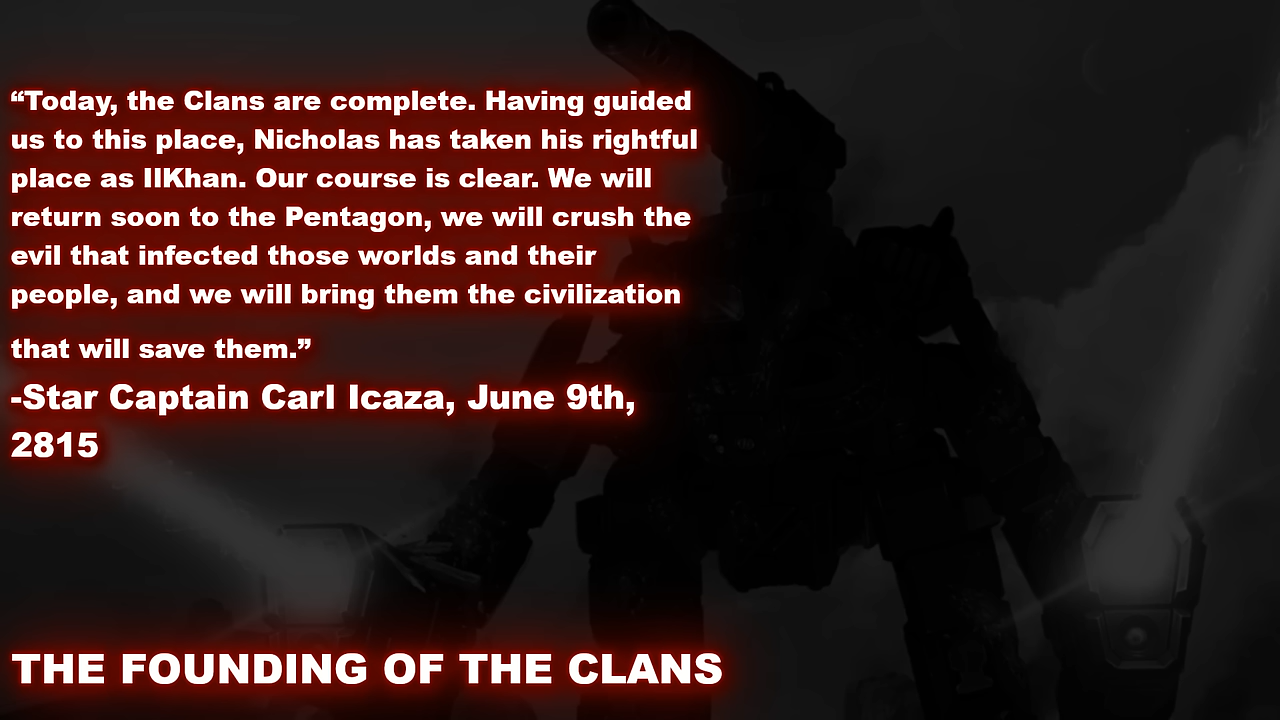 “Today, the Clans are complete. Having guided
us to this place, Nicholas has taken his rightful
place as IlKhan. Our course is clear. We will
return soon to the Pentagon, we will crush the
evil that infected those worlds and their
people, and we will bring them the civilization
that will save them.”
-Star Captain Carl Icaza, June 9th,
2815
THE FOUNDING OF THE CLANS